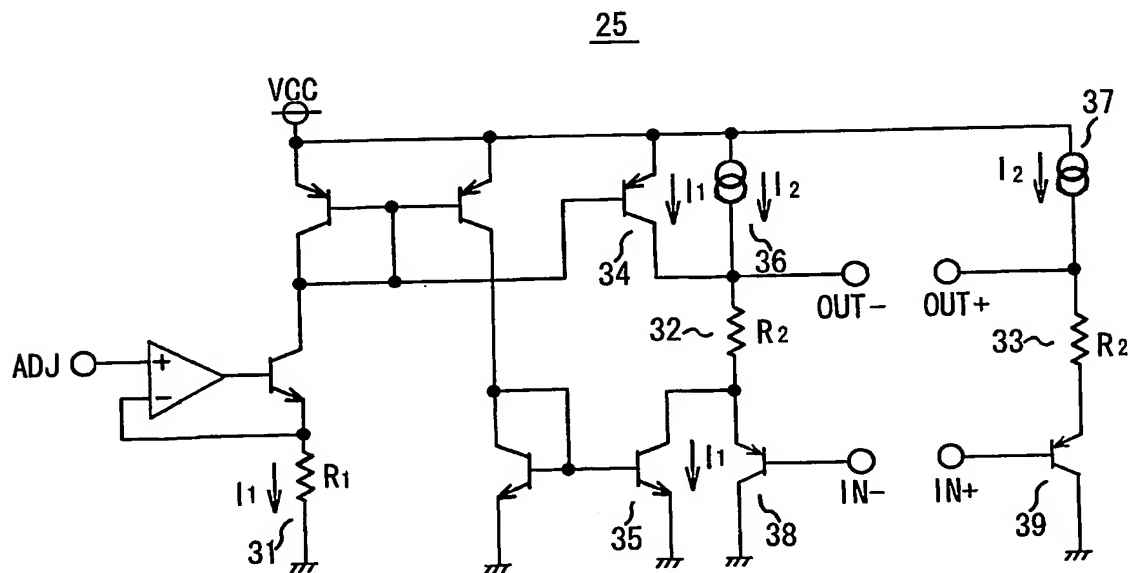 25
VCC
37
I1
I2
I2
34
36
OUT-
OUT+
32
R2
33
R2
ADJ
+
-
I1
R1
I1
IN-
IN+
31
35
38
39